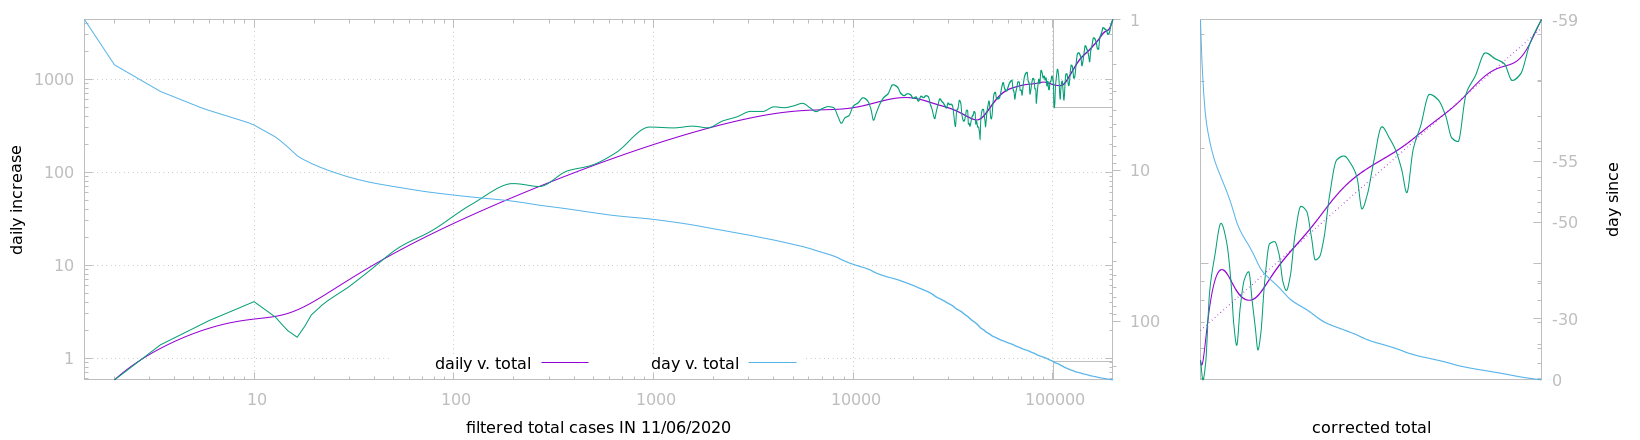 1
-59
1000
100
10
1
10
100
daily increase
-55
-50
-30
0
day since
daily v. total
day v. total
10
100
1000
10000
100000
filtered total cases IN 11/06/2020
corrected total